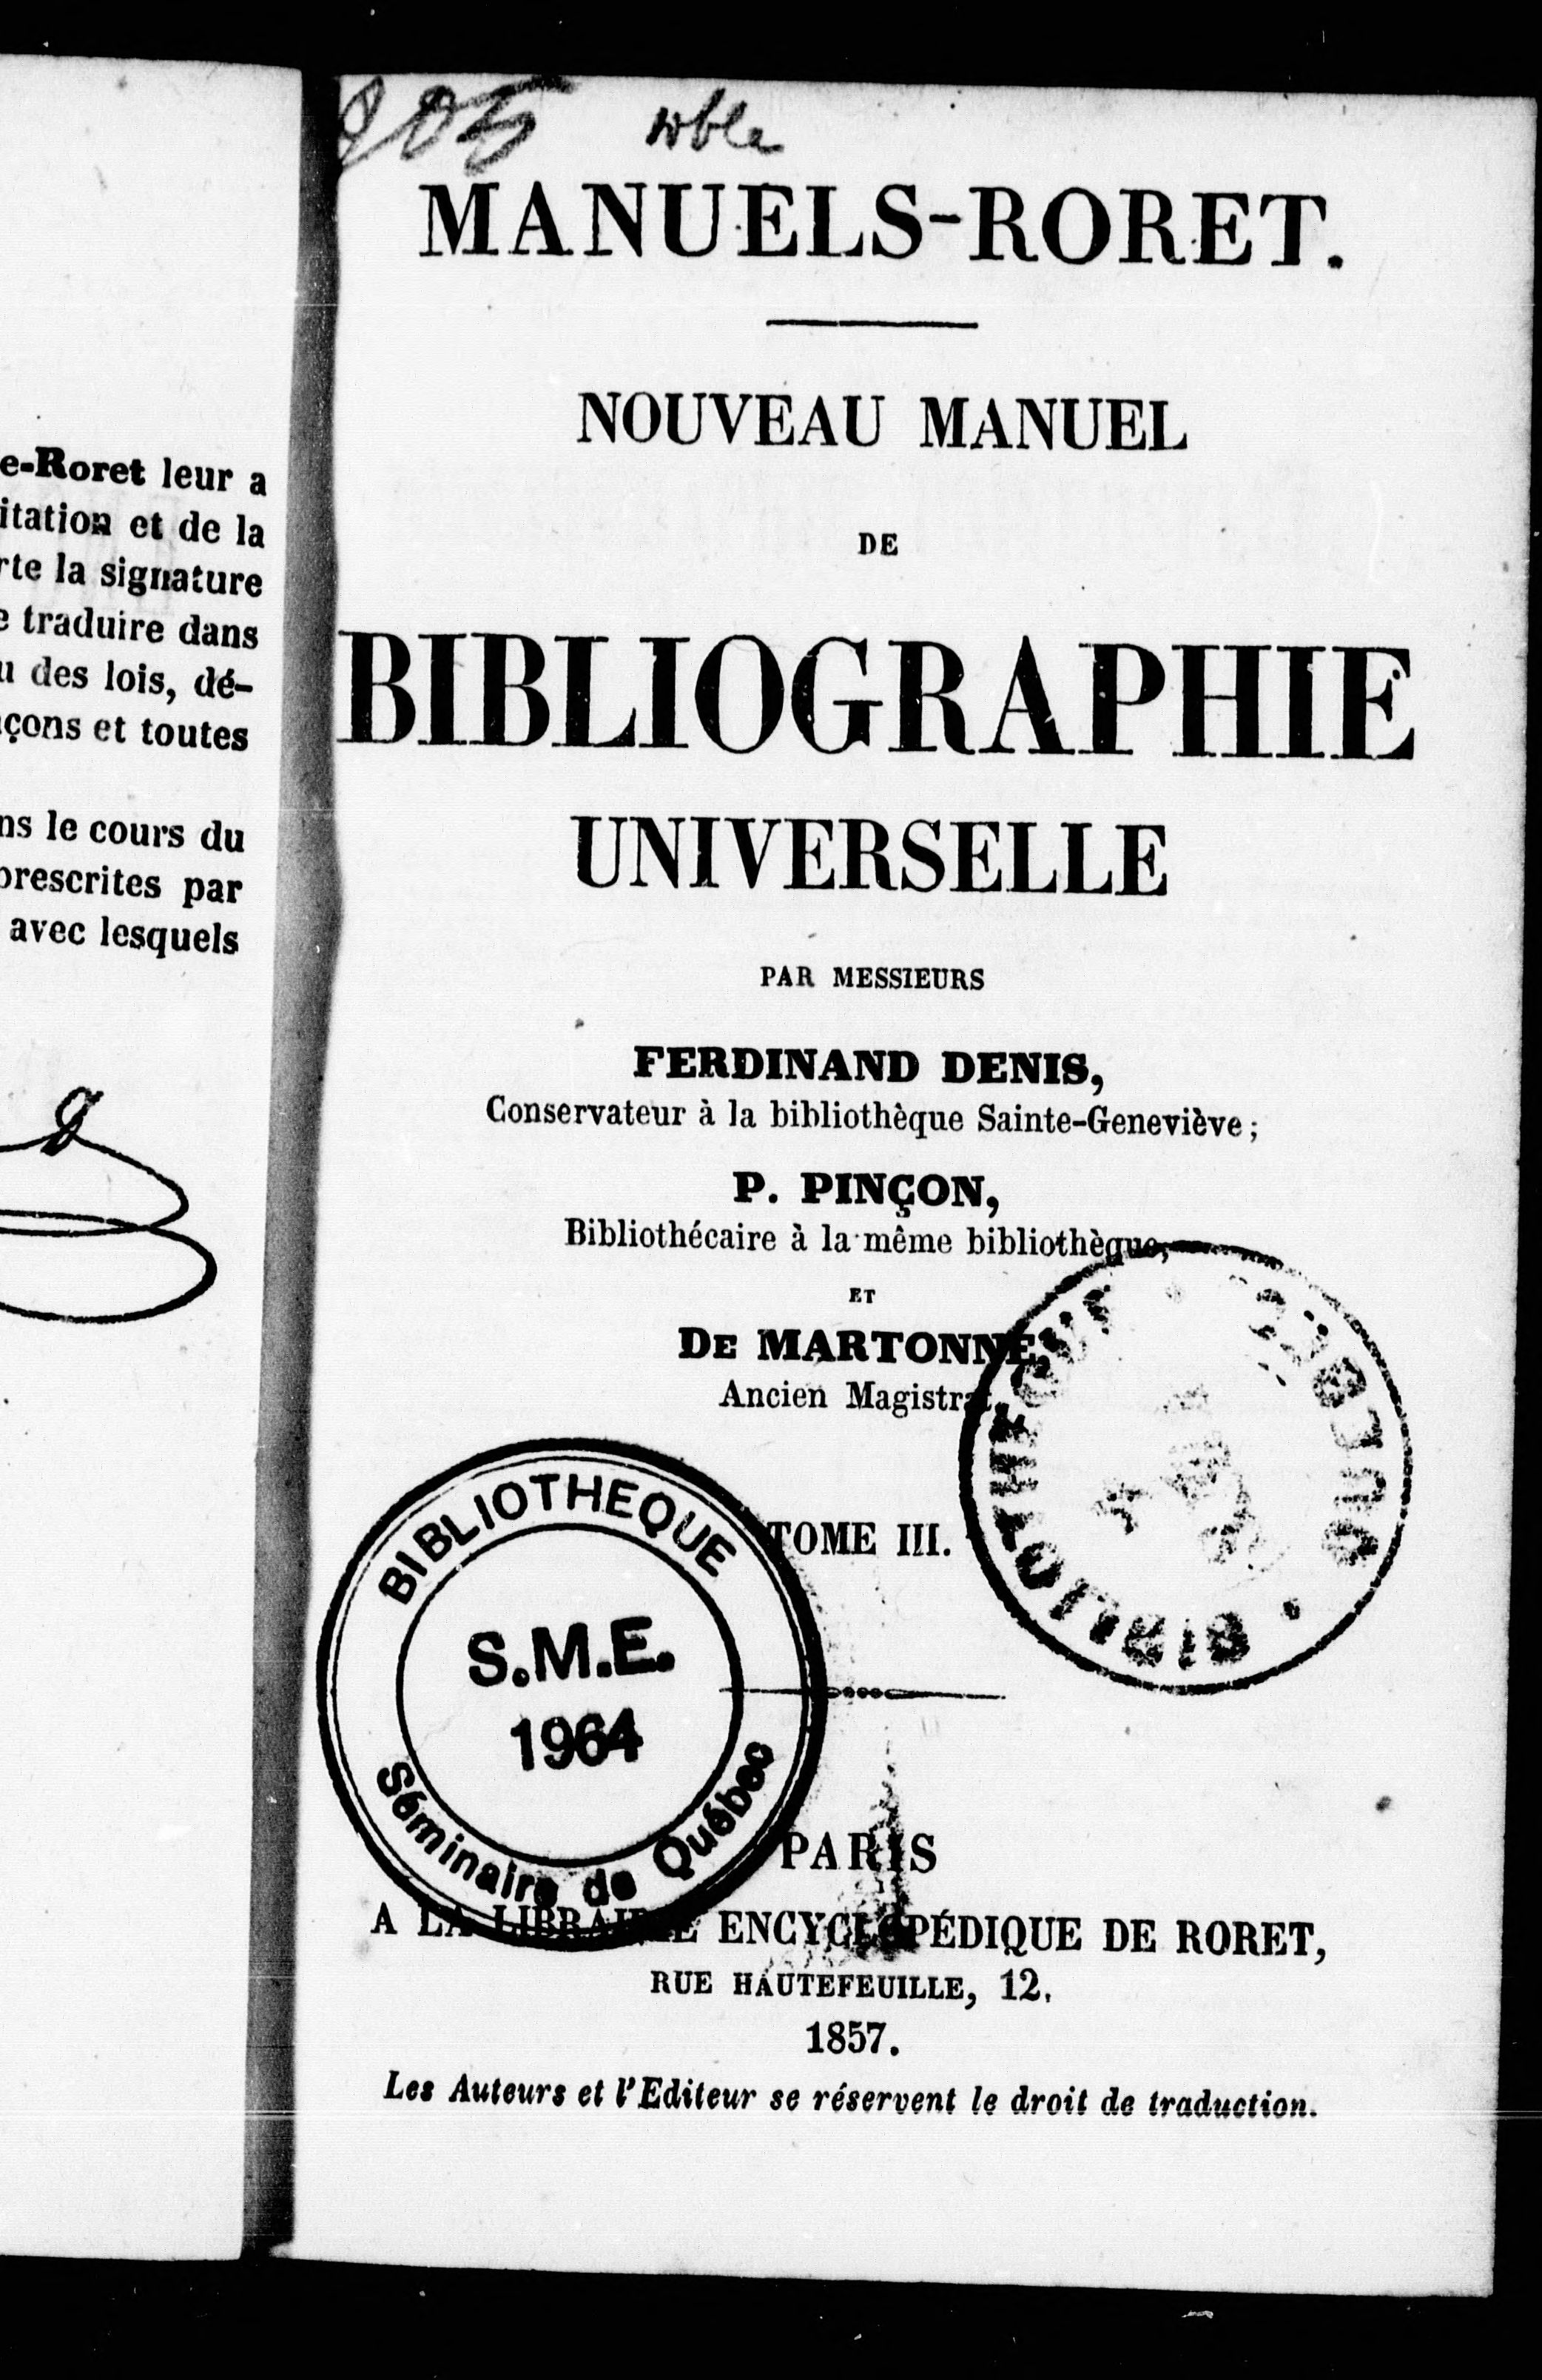 e-Roret leur a
itation et de la
rte la signature
e traduire dans
u des lois, dé-
çons et toutes
ns le cours du
prescrites par
avec lesquels
MANUELS-RORET.
NOUVEAU MANUEL
DE
BIBLIOGRAPHIE
UNIVERSELLE
PAR MESSIEURS
FERDINAND DENIS,
Conservateur à la bibliothèque Sainte-Geneviève;
P. PINÇON,
Bibliothécaire à la même bibliothèque,
ET
DE MARTONNE,
Ancien Magistrat.
TOME III.
BIBLIOTHEQUE
S.M.E.
1964
Séminaire de Québec
PARIS
A LA LIBRAIRIE ENCYCLOPÉDIQUE DE RORET,
RUE HAUTEFEUILLE, 12.
1857.
Les Auteurs et l'Editeur se réservent le droit de traduction.